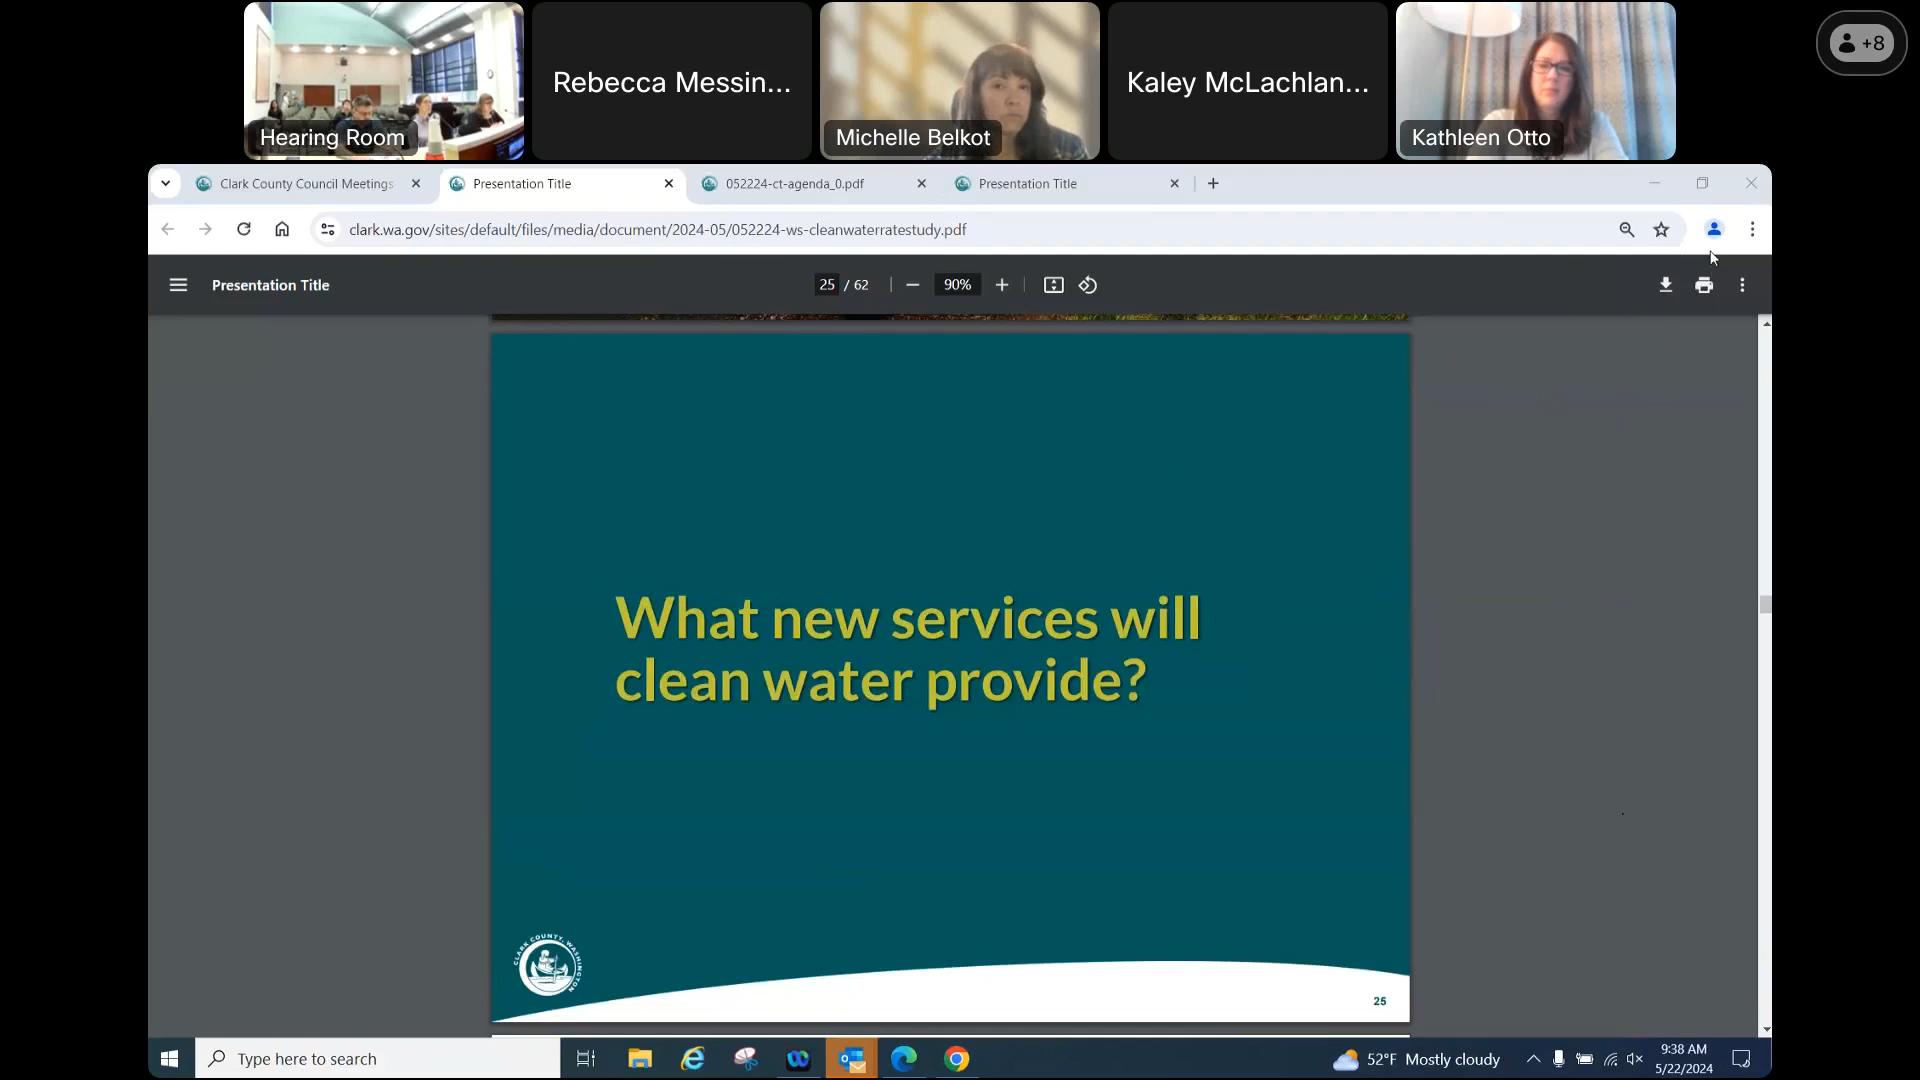 Hearing Room
Rebecca Messin...
Michelle Belkot
Kaley McLachlan...
Kathleen Otto
+8
Clark County Council Meetings
Presentation Title
052224-ct-agenda_0.pdf
Presentation Title
clark.wa.gov/sites/default/files/media/document/2024-05/052224-ws-cleanwaterratestudy.pdf
Presentation Title
25 / 62
90%
What new services will
clean water provide?
CLARK COUNTY, WASHINGTON
25
Type here to search
52°F Mostly cloudy
9:38 AM
5/22/2024